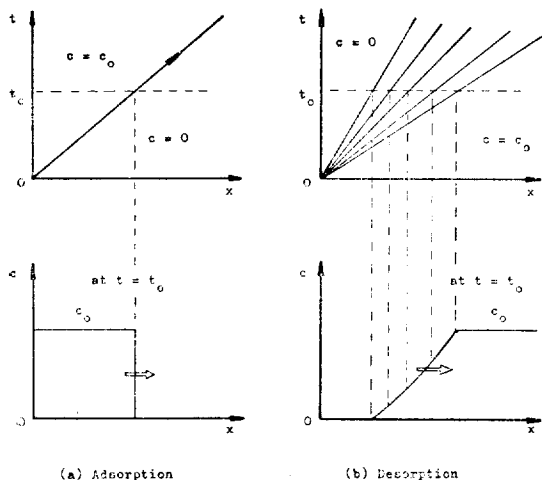 t
c = c₀
t₀
c = 0
0
x
c
at t = t₀
c₀
0
x
(a) Adsorption
t
c = 0
t₀
c = c₀
0
x
c
at t = t₀
c₀
0
x
(b) Desorption